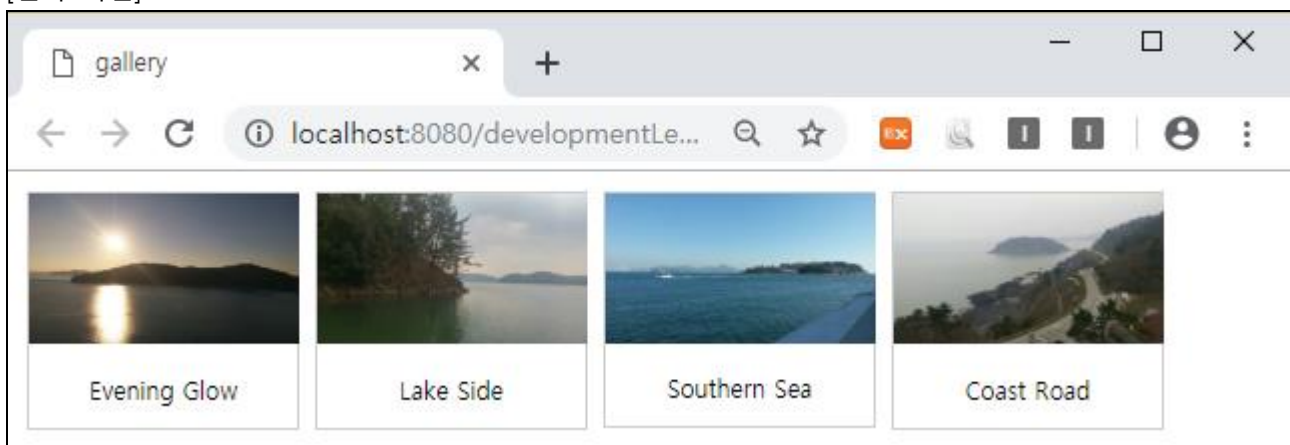 gallery
localhost:8080/developmentLe...
Evening Glow
Lake Side
Southern Sea
Coast Road